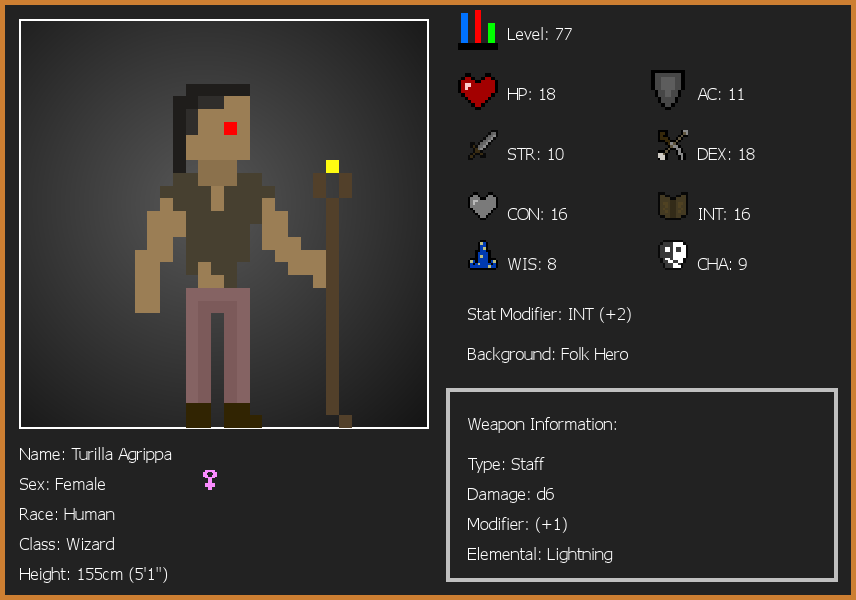 Level: 77
HP: 18
AC: 11
STR: 10
DEX: 18
CON: 16
INT: 16
WIS: 8
CHA: 9
Stat Modifier: INT (+2)
Background: Folk Hero
Weapon Information:
Type: Staff
Damage: d6
Modifier: (+1)
Elemental: Lightning
Name: Turilla Agrippa
Sex: Female
Race: Human
Class: Wizard
Height: 155cm (5'1")